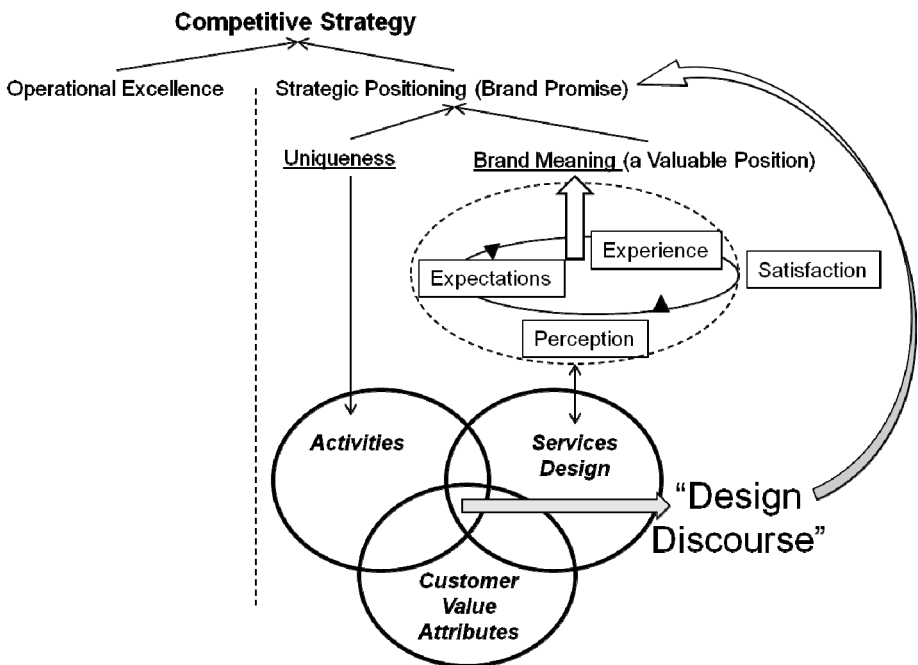 Competitive Strategy
Operational Excellence
Strategic Positioning (Brand Promise)
Uniqueness
Brand Meaning (a Valuable Position)
Experience
Expectations
Satisfaction
Perception
Activities
Services
Design
“Design
Discourse”
Customer
Value
Attributes